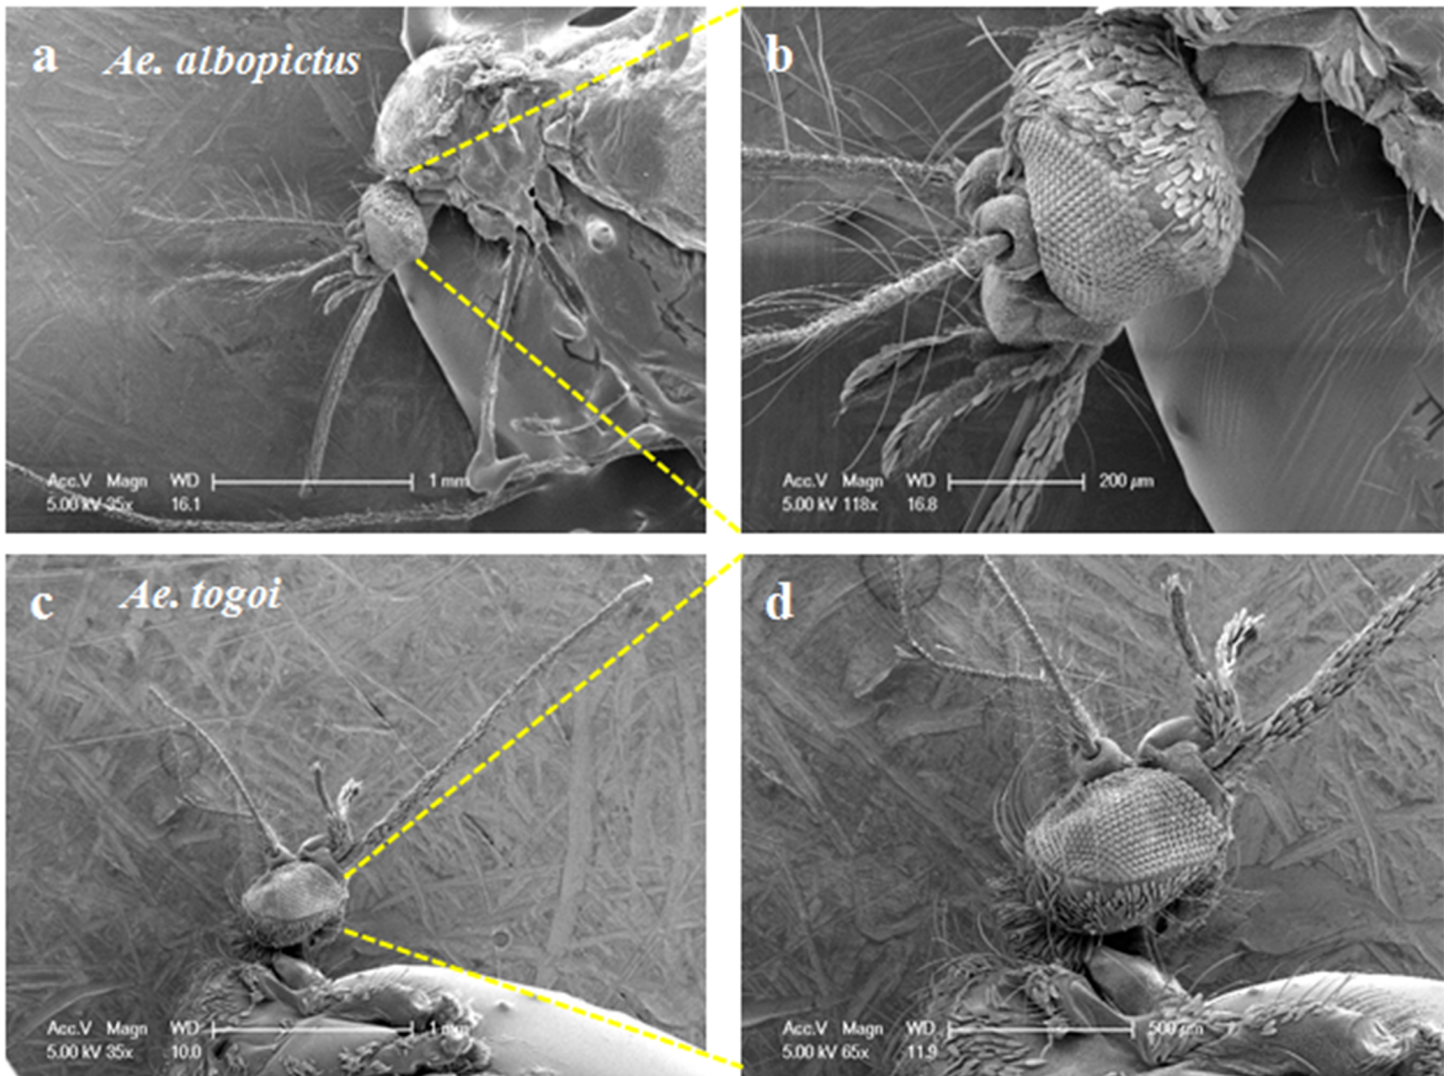 a Ae. albopictus
Acc.V Magn WD 1 mm
5.00 kV 35x 16.1
b
Acc.V Magn WD 200 µm
5.00 kV 118x 16.8
c Ae. togoi
Acc.V Magn WD 1 mm
5.00 kV 35x 10.0
d
Acc.V Magn WD 500 µm
5.00 kV 65x 11.9